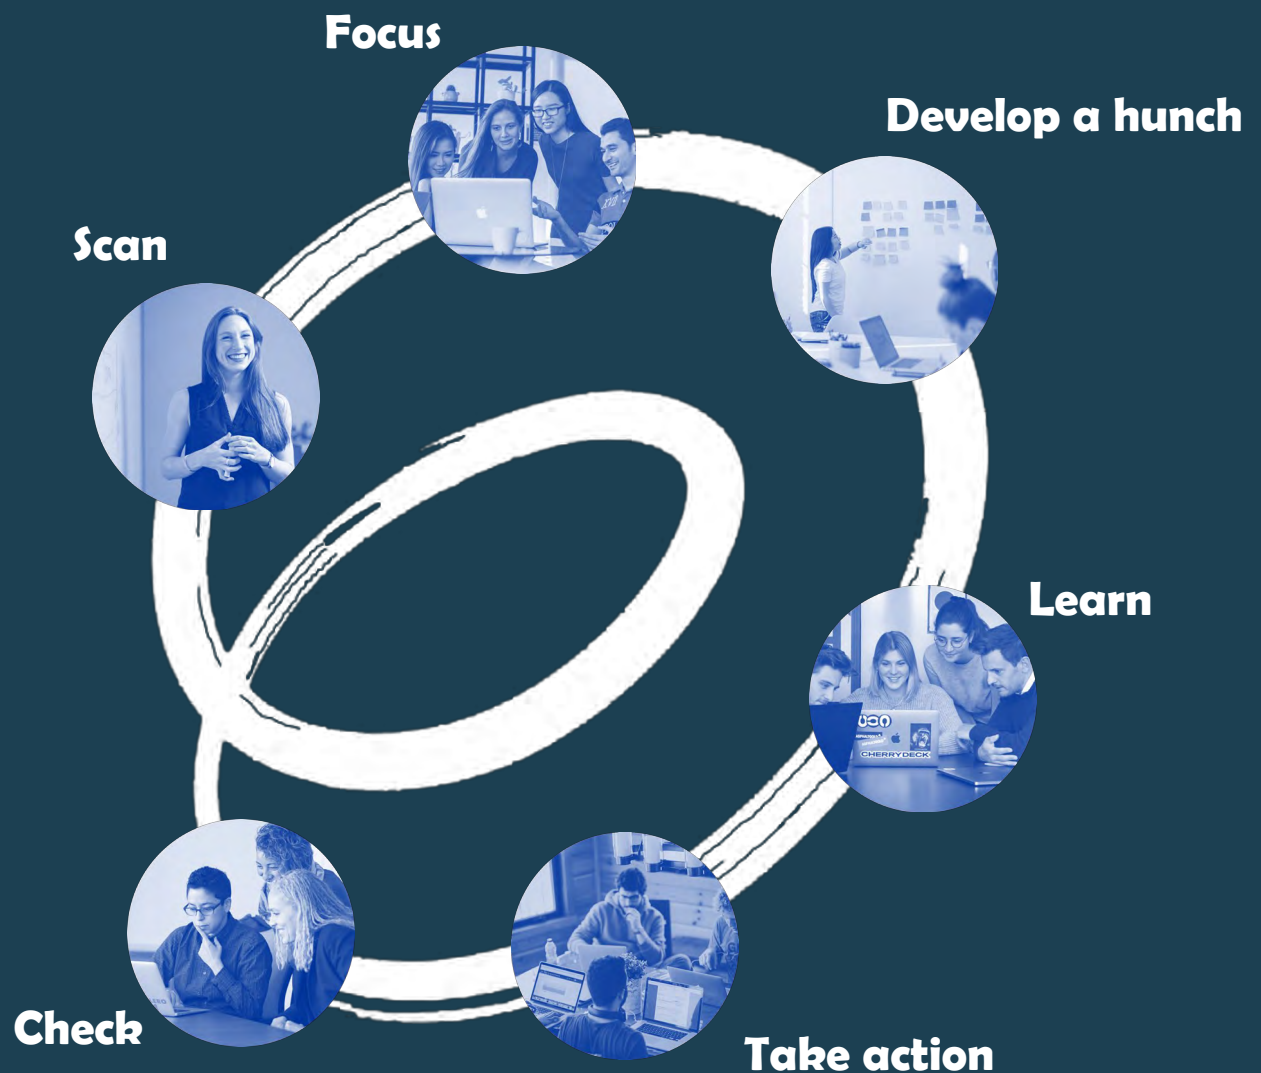 Focus
Develop a hunch
Scan
Learn
CHERRYDECK
Check
Take action